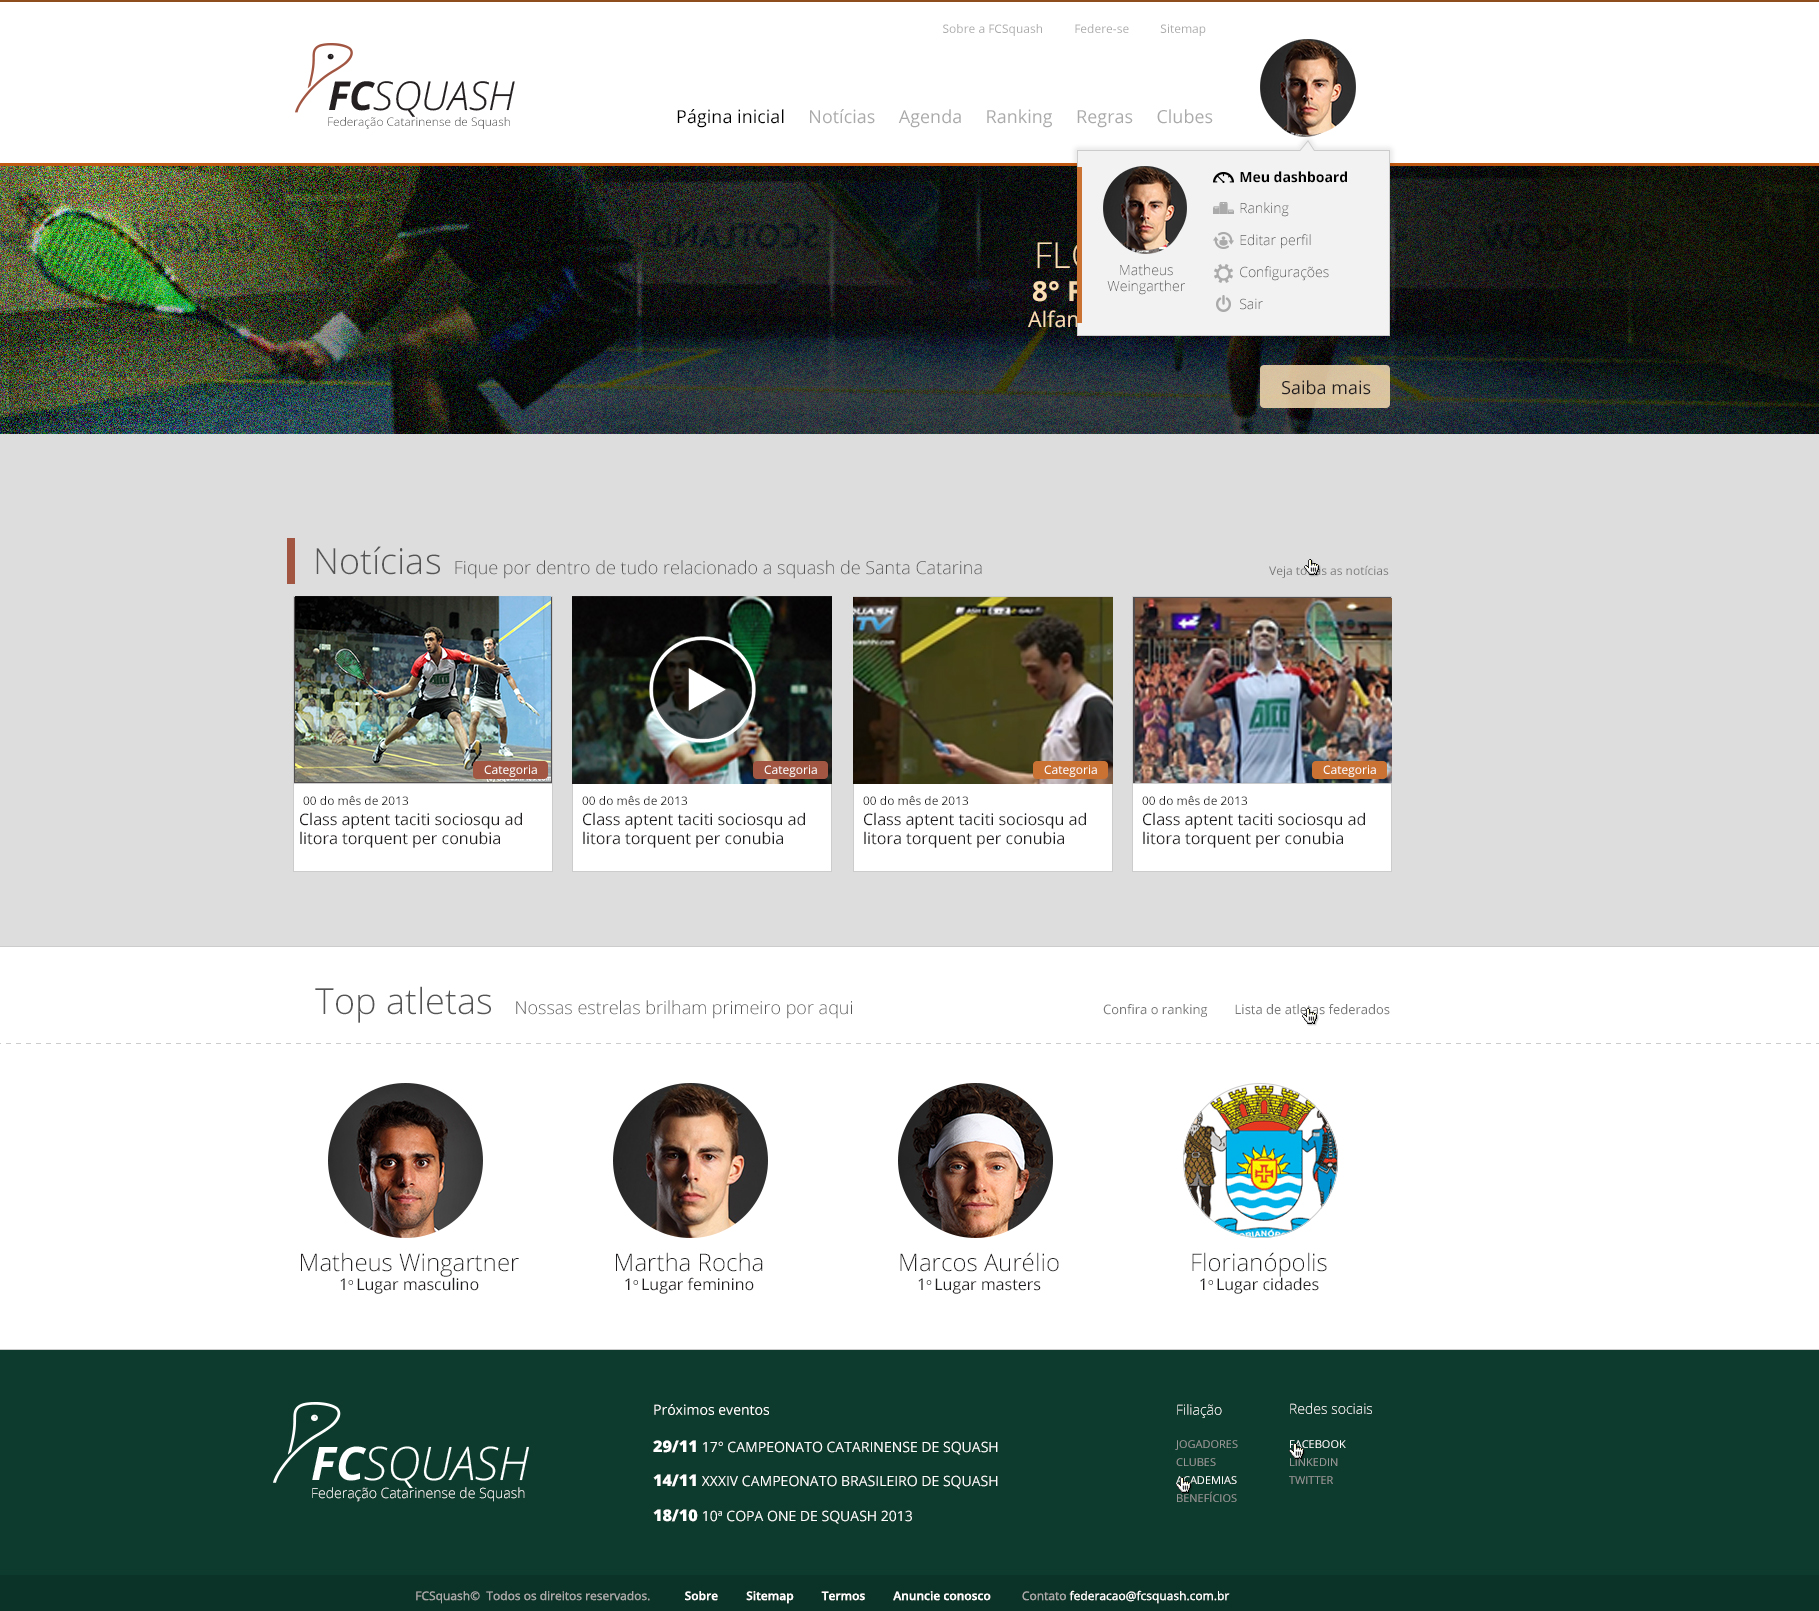 Sobre a FCSquash Federe-se Sitemap
FCSQUASH
Federação Catarinense de Squash
Página inicial Notícias Agenda Ranking Regras Clubes
Meu dashboard
Ranking
Editar perfil
Configurações
Sair
Matheus
Weingarther
SCOTLAND
FLO
8° F
Alfan
Saiba mais
Notícias Fique por dentro de tudo relacionado a squash de Santa Catarina
Veja todas as notícias
SQUASH
TV
ATCO
ATCO
Categoria Categoria Categoria Categoria
00 do mês de 2013
Class aptent taciti sociosqu ad
litora torquent per conubia
00 do mês de 2013
Class aptent taciti sociosqu ad
litora torquent per conubia
00 do mês de 2013
Class aptent taciti sociosqu ad
litora torquent per conubia
00 do mês de 2013
Class aptent taciti sociosqu ad
litora torquent per conubia
Top atletas Nossas estrelas brilham primeiro por aqui
Confira o ranking Lista de atletas federados
Matheus Wingartner
1º Lugar masculino
Martha Rocha
1º Lugar feminino
Marcos Aurélio
1º Lugar masters
Florianópolis
1º Lugar cidades
FCSQUASH
Federação Catarinense de Squash
Próximos eventos
29/11 17° CAMPEONATO CATARINENSE DE SQUASH
14/11 XXXIV CAMPEONATO BRASILEIRO DE SQUASH
18/10 10ª COPA ONE DE SQUASH 2013
Filiação
JOGADORES
CLUBES
ACADEMIAS
BENEFÍCIOS
Redes sociais
FACEBOOK
LINKEDIN
TWITTER
FCSquash© Todos os direitos reservados. Sobre Sitemap Termos Anuncie conosco Contato federacao@fcsquash.com.br